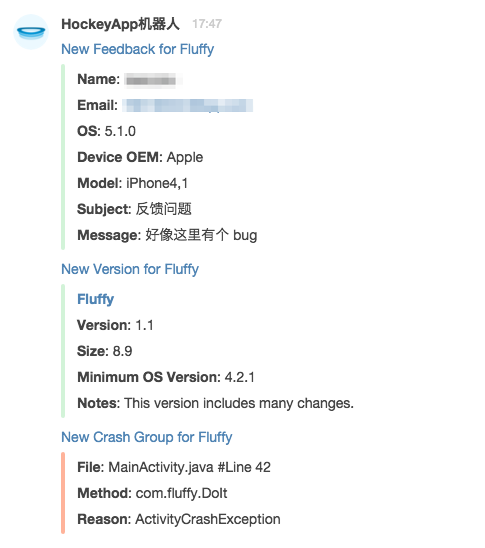 HockeyApp机器人 17:47
New Feedback for Fluffy
Name:
Email:
OS: 5.1.0
Device OEM: Apple
Model: iPhone4,1
Subject: 反馈问题
Message: 好像这里有个 bug
New Version for Fluffy
Fluffy
Version: 1.1
Size: 8.9
Minimum OS Version: 4.2.1
Notes: This version includes many changes.
New Crash Group for Fluffy
File: MainActivity.java #Line 42
Method: com.fluffy.DoIt
Reason: ActivityCrashException